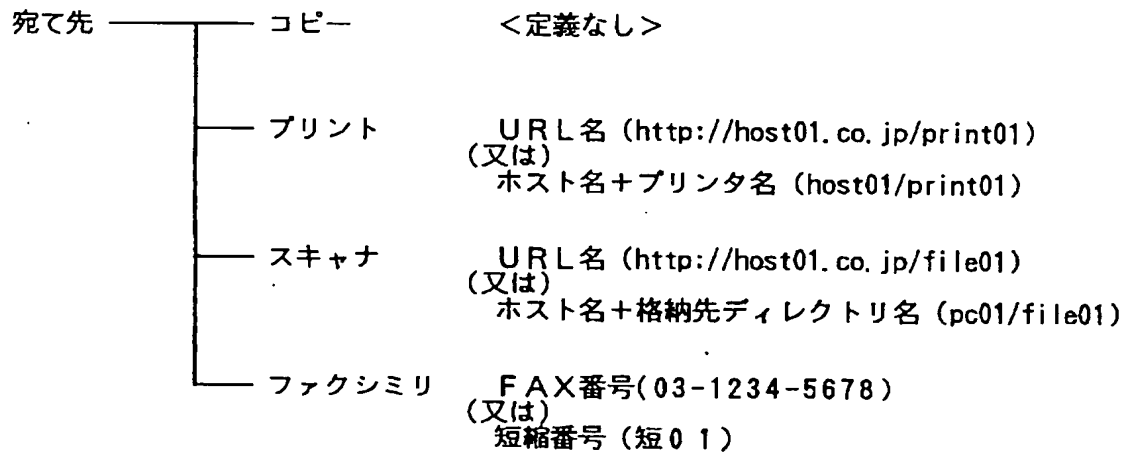 宛て先 コピー <定義なし>
プリント URL名 (http://host01.co.jp/print01)
(又は)
ホスト名+プリンタ名 (host01/print01)
スキャナ URL名 (http://host01.co.jp/file01)
(又は)
ホスト名+格納先ディレクトリ名 (pc01/file01)
ファクシミリ FAX番号(03-1234-5678)
(又は)
短縮番号 (短01)